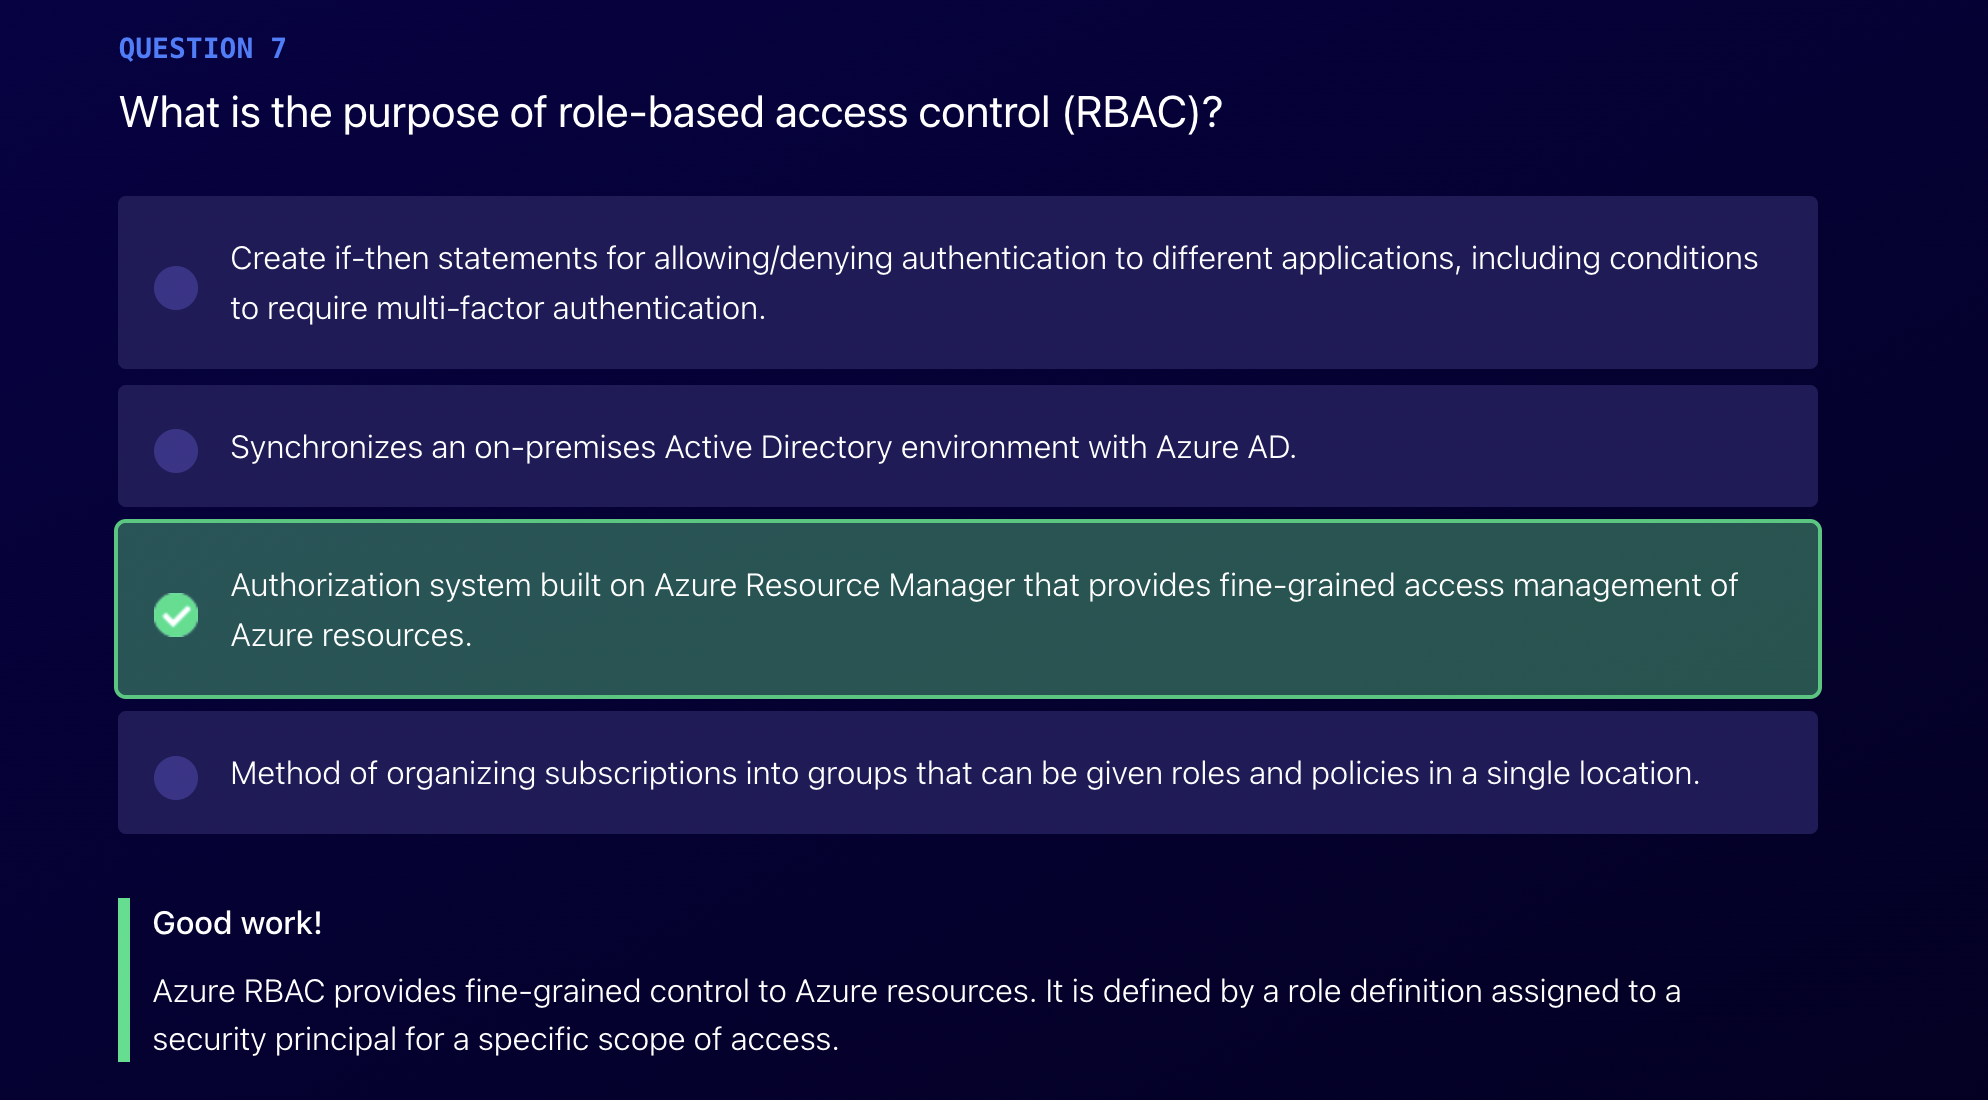 QUESTION 7
What is the purpose of role-based access control (RBAC)?
Create if-then statements for allowing/denying authentication to different applications, including conditions
to require multi-factor authentication.
Synchronizes an on-premises Active Directory environment with Azure AD.
Authorization system built on Azure Resource Manager that provides fine-grained access management of
Azure resources.
Method of organizing subscriptions into groups that can be given roles and policies in a single location.
Good work!
Azure RBAC provides fine-grained control to Azure resources. It is defined by a role definition assigned to a
security principal for a specific scope of access.